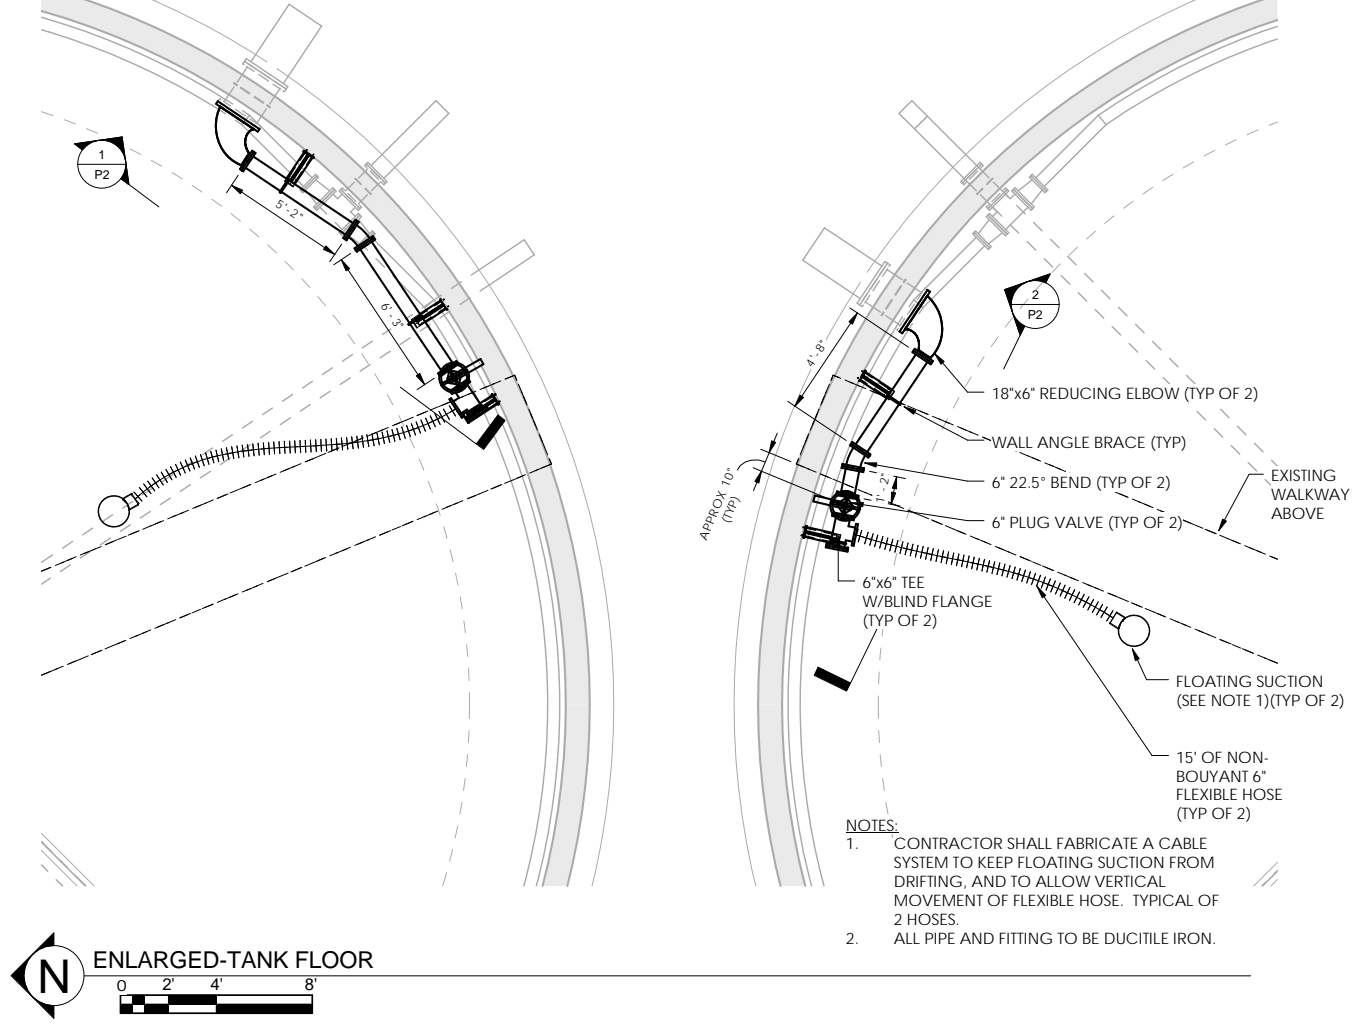 1
P2
5'-2"
6'-3"
2
P2
4'-8"
18"x6" REDUCING ELBOW (TYP OF 2)
WALL ANGLE BRACE (TYP)
6" 22.5° BEND (TYP OF 2)
6" PLUG VALVE (TYP OF 2)
EXISTING
WALKWAY
ABOVE
APPROX 10°
(TYP)
6"x6" TEE
W/BLIND FLANGE
(TYP OF 2)
FLOATING SUCTION
(SEE NOTE 1)(TYP OF 2)
15' OF NON-
BOUYANT 6"
FLEXIBLE HOSE
(TYP OF 2)
NOTES:
1. CONTRACTOR SHALL FABRICATE A CABLE
SYSTEM TO KEEP FLOATING SUCTION FROM
DRIFTING, AND TO ALLOW VERTICAL
MOVEMENT OF FLEXIBLE HOSE. TYPICAL OF
2 HOSES.
2. ALL PIPE AND FITTING TO BE DUCITILE IRON.
N
ENLARGED-TANK FLOOR
0 2' 4' 8'